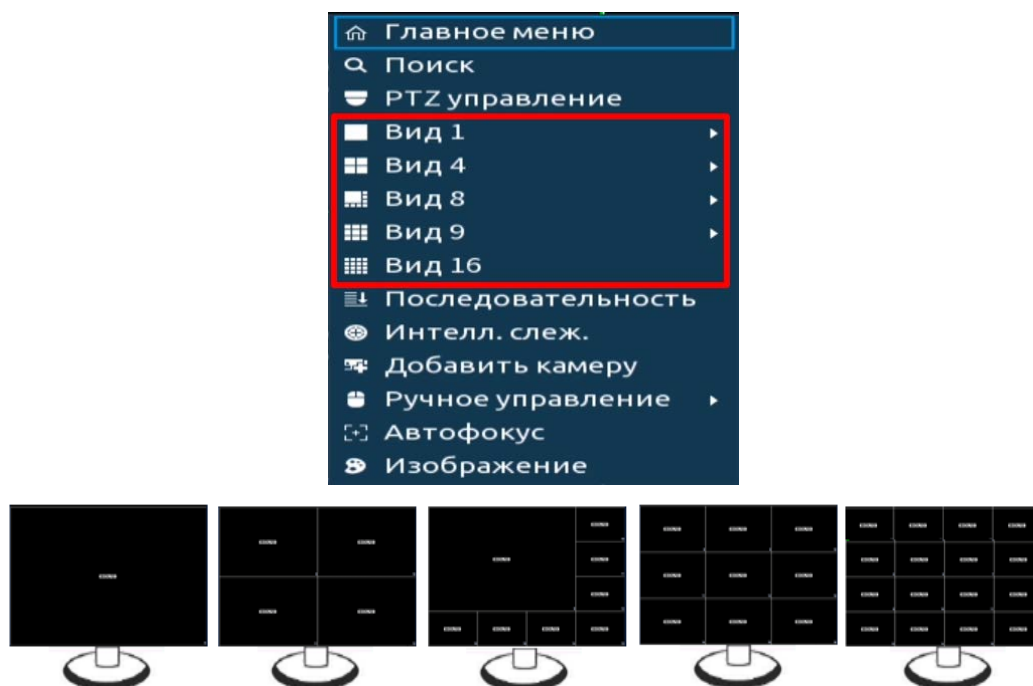 Главное меню
Поиск
PTZ управление
Вид 1
Вид 4
Вид 8
Вид 9
Вид 16
Последовательность
Интелл. слеж.
Добавить камеру
Ручное управление
Автофокус
Изображение